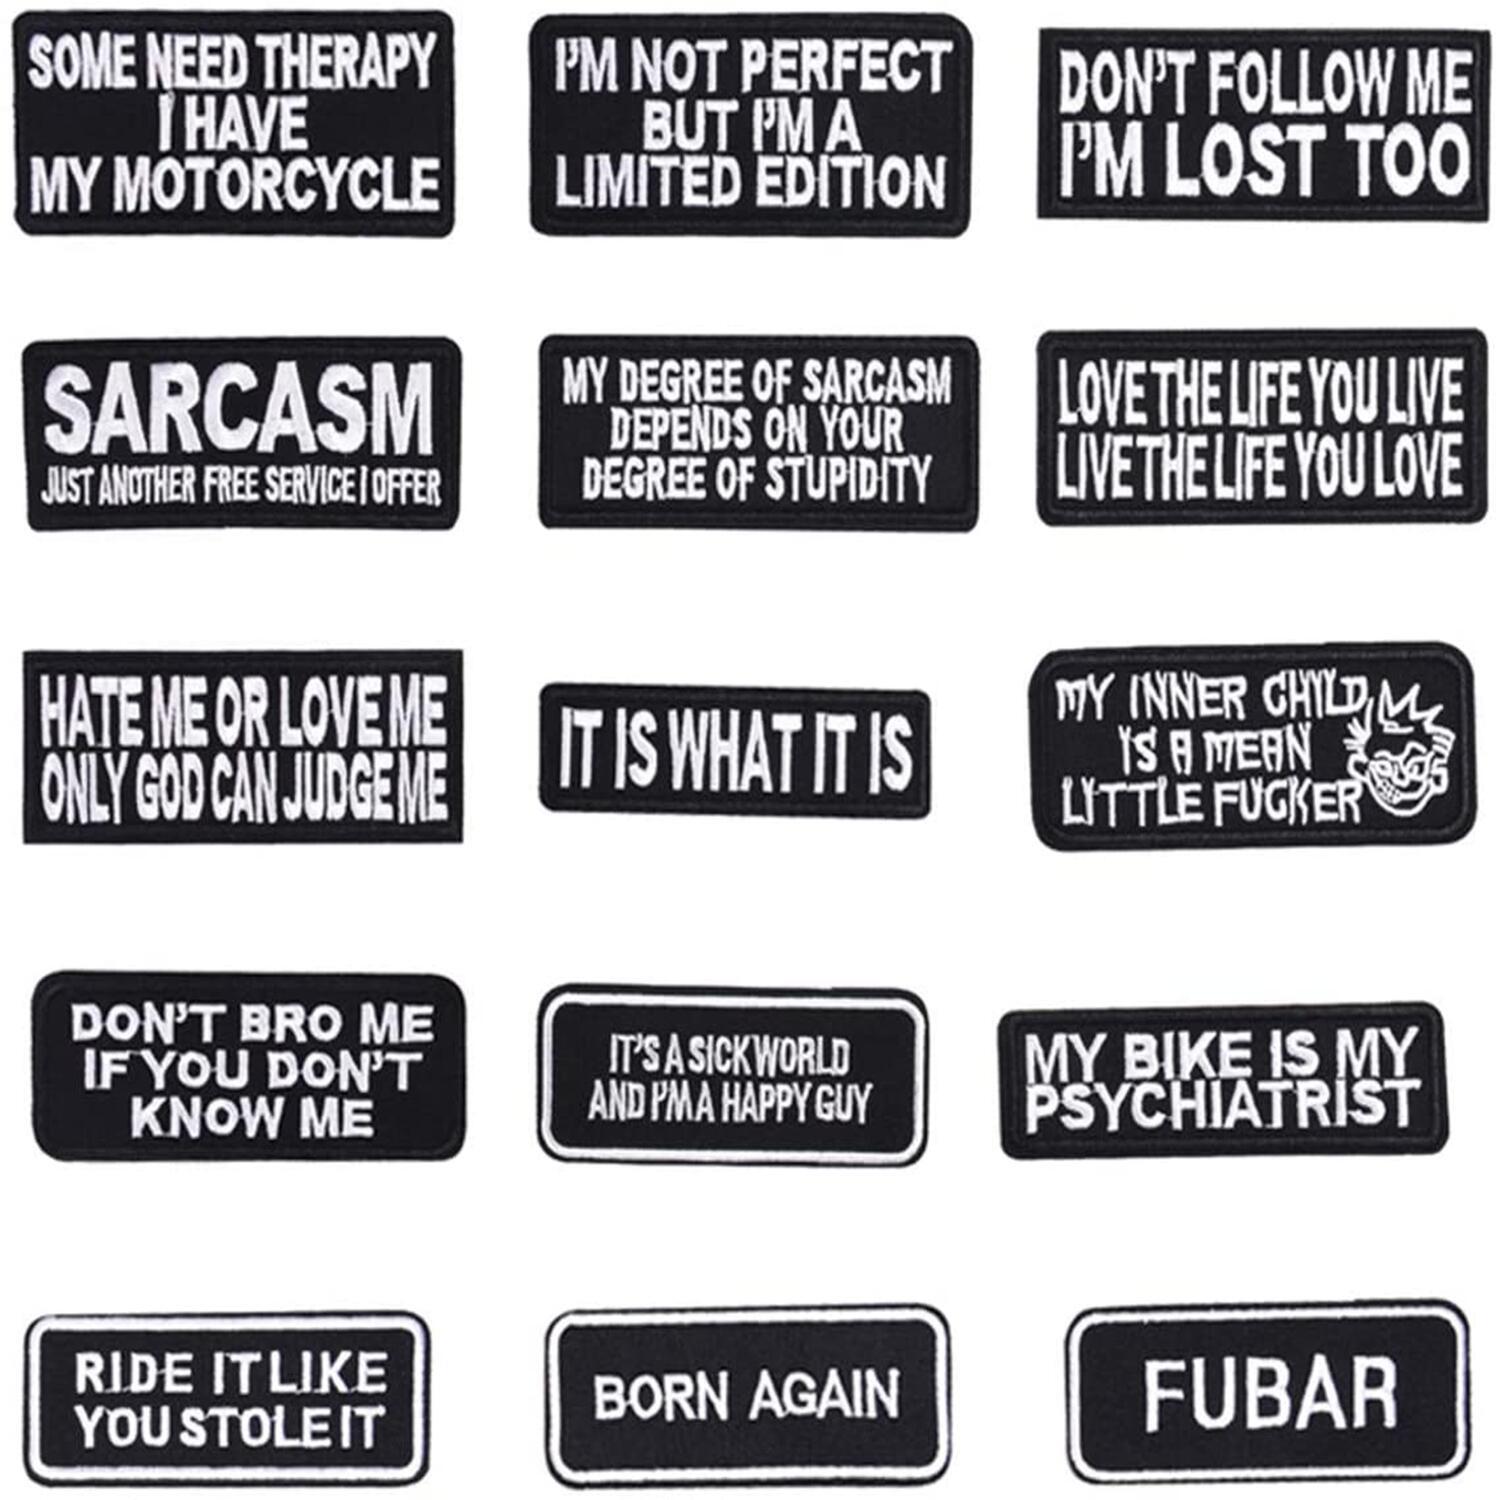 SOME NEED THERAPY
I HAVE
MY MOTORCYCLE
I'M NOT PERFECT
BUT I'M A
LIMITED EDITION
DON'T FOLLOW ME
I'M LOST TOO
SARCASM
JUST ANOTHER FREE SERVICE I OFFER
MY DEGREE OF SARCASM
DEPENDS ON YOUR
DEGREE OF STUPIDITY
LOVE THE LIFE YOU LIVE
LIVE THE LIFE YOU LOVE
HATE ME OR LOVE ME
ONLY GOD CAN JUDGE ME
IT IS WHAT IT IS
MY INNER CHILD
IS A MEAN
LITTLE FUCKER
DON'T BRO ME
IF YOU DON'T
KNOW ME
IT'S A SICK WORLD
AND I'M A HAPPY GUY
MY BIKE IS MY
PSYCHIATRIST
RIDE IT LIKE
YOU STOLE IT
BORN AGAIN
FUBAR